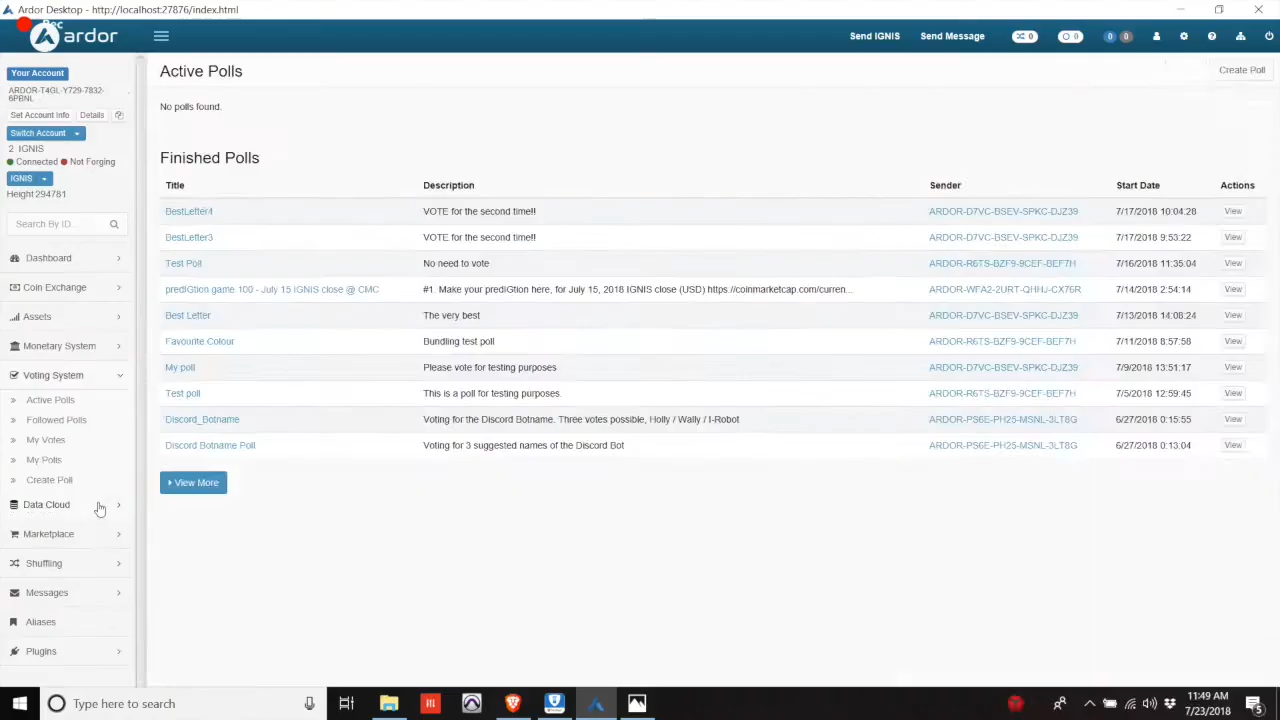 Ardor Desktop - http://localhost:27876/index.html
Rec
ardor
Send IGNIS
Send Message
0
0
0 0
Your Account
ARDOR-T4GL-Y729-7832-
6PBNL
Set Account Info Details
Switch Account
2 IGNIS
Connected Not Forging
IGNIS
Height 294781
Search By ID...
Dashboard
Coin Exchange
Assets
Monetary System
Voting System
Active Polls
Followed Polls
My Votes
My Polls
Create Poll
Data Cloud
Marketplace
Shuffling
Messages
Aliases
Plugins
Active Polls
Create Poll
No polls found.
Finished Polls
Title Description Sender Start Date Actions
BestLetter4 VOTE for the second time!! ARDOR-D7VC-BSEV-SPKC-DJZ39 7/17/2018 10:04:28 View
BestLetter3 VOTE for the second time!! ARDOR-D7VC-BSEV-SPKC-DJZ39 7/17/2018 9:53:22 View
Test Poll No need to vote ARDOR-R6TS-BZF9-9CEF-BEF7H 7/16/2018 11:35:04 View
prediGtion game 100 - July 15 IGNIS close @ CMC #1. Make your prediGtion here, for July 15, 2018 IGNIS close (USD) https://coinmarketcap.com/curren... ARDOR-WFA2-2URT-QHHJ-CX76R 7/14/2018 2:54:14 View
Best Letter The very best ARDOR-D7VC-BSEV-SPKC-DJZ39 7/13/2018 14:08:24 View
Favourite Colour Bundling test poll ARDOR-R6TS-BZF9-9CEF-BEF7H 7/11/2018 8:57:58 View
My poll Please vote for testing purposes ARDOR-D7VC-BSEV-SPKC-DJZ39 7/9/2018 13:51:17 View
Test poll This is a poll for testing purposes. ARDOR-R6TS-BZF9-9CEF-BEF7H 7/5/2018 12:59:45 View
Discord_Botname Voting for the Discord Botname. Three votes possible, Holly / Wally / I-Robot ARDOR-PS6E-PH25-MSNL-3LT8G 6/27/2018 0:15:55 View
Discord Botname Poll Voting for 3 suggested names of the Discord Bot ARDOR-PS6E-PH25-MSNL-3LT8G 6/27/2018 0:13:04 View
View More
Type here to search
11:49 AM
7/23/2018
5